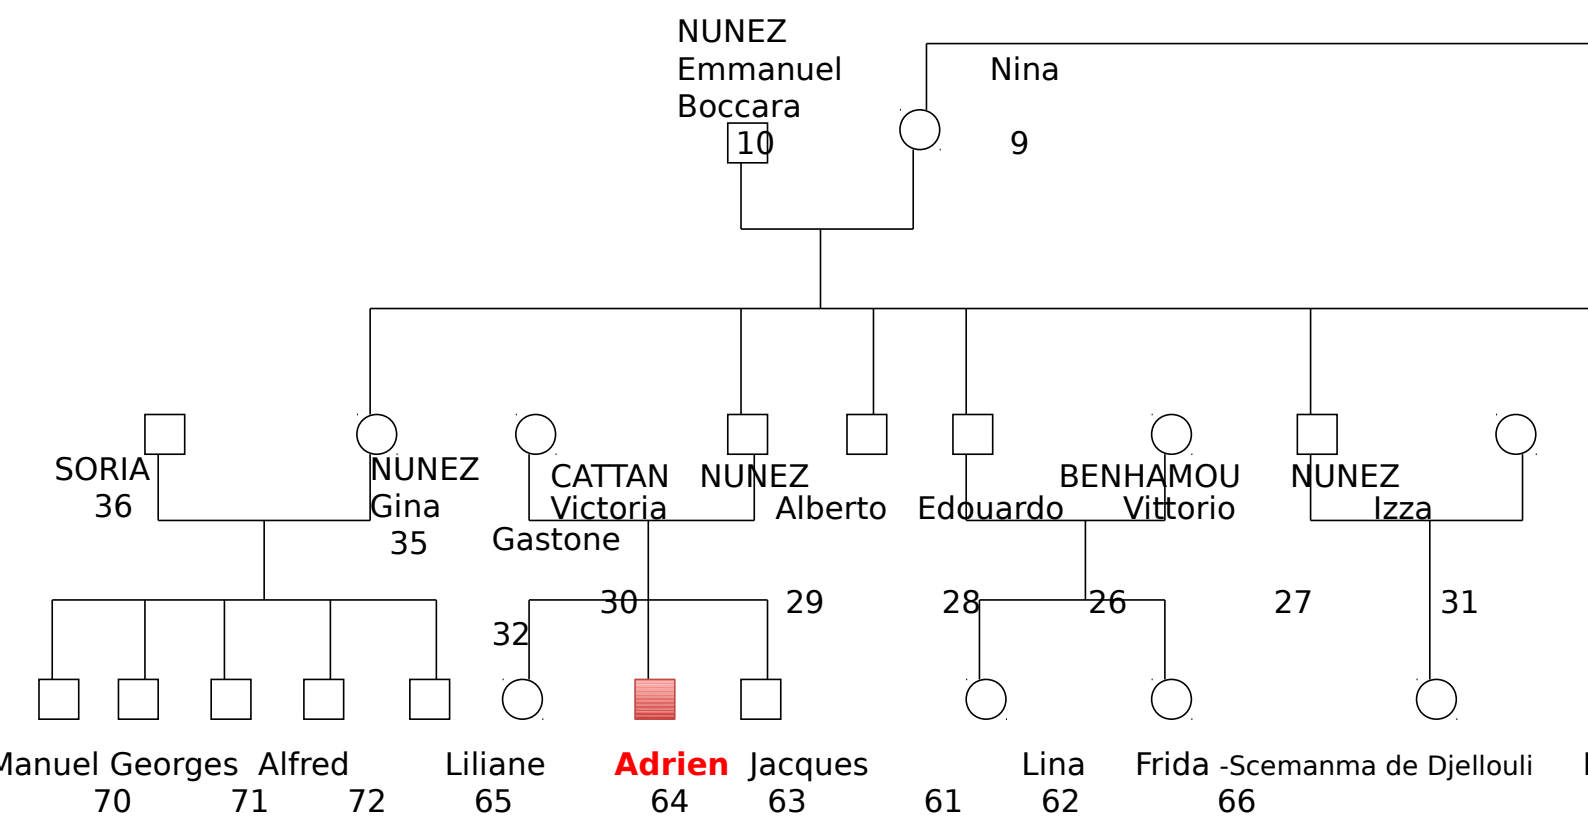 NUNEZ
Emmanuel Nina
Boccara
10 9
SORIA NUNEZ CATTAN NUNEZ BENHAMOU NUNEZ
36 Gina Victoria Alberto Edouardo Vittorio Izza
35 Gastone
30 29 28 26 27 31
32
Manuel Georges Alfred Liliane Adrien Jacques Lina Frida -Scemanma de Djellouli
70 71 72 65 64 63 61 62 66